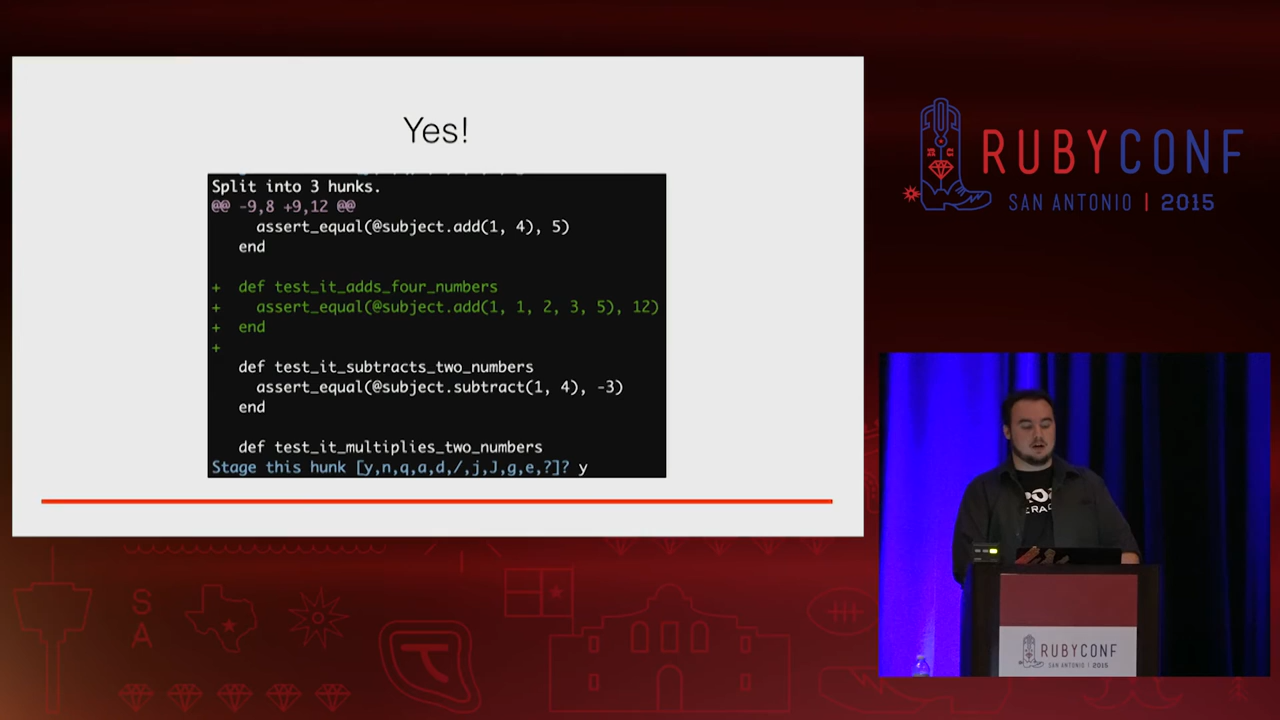 Yes!
Split into 3 hunks.
@@ -9,8 +9,12 @@
assert_equal(@subject.add(1, 4), 5)
end
+ def test_it_adds_four_numbers
+ assert_equal(@subject.add(1, 1, 2, 3, 5), 12)
+ end
+
def test_it_subtracts_two_numbers
assert_equal(@subject.subtract(1, 4), -3)
end
def test_it_multiplies_two_numbers
Stage this hunk [y,n,q,a,d,/,j,J,g,e,?]? y
RUBYCONF
SAN ANTONIO | 2015
S
A
RUBYCONF
SAN ANTONIO | 2015